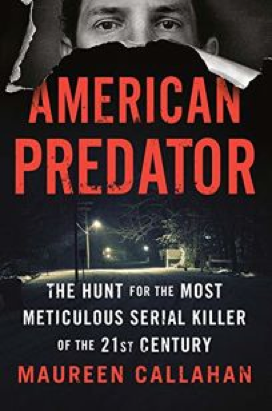 AMERICAN
PREDATOR
THE HUNT FOR THE MOST
METICULOUS SERIAL KILLER
OF THE 21ST CENTURY
MAUREEN CALLAHAN